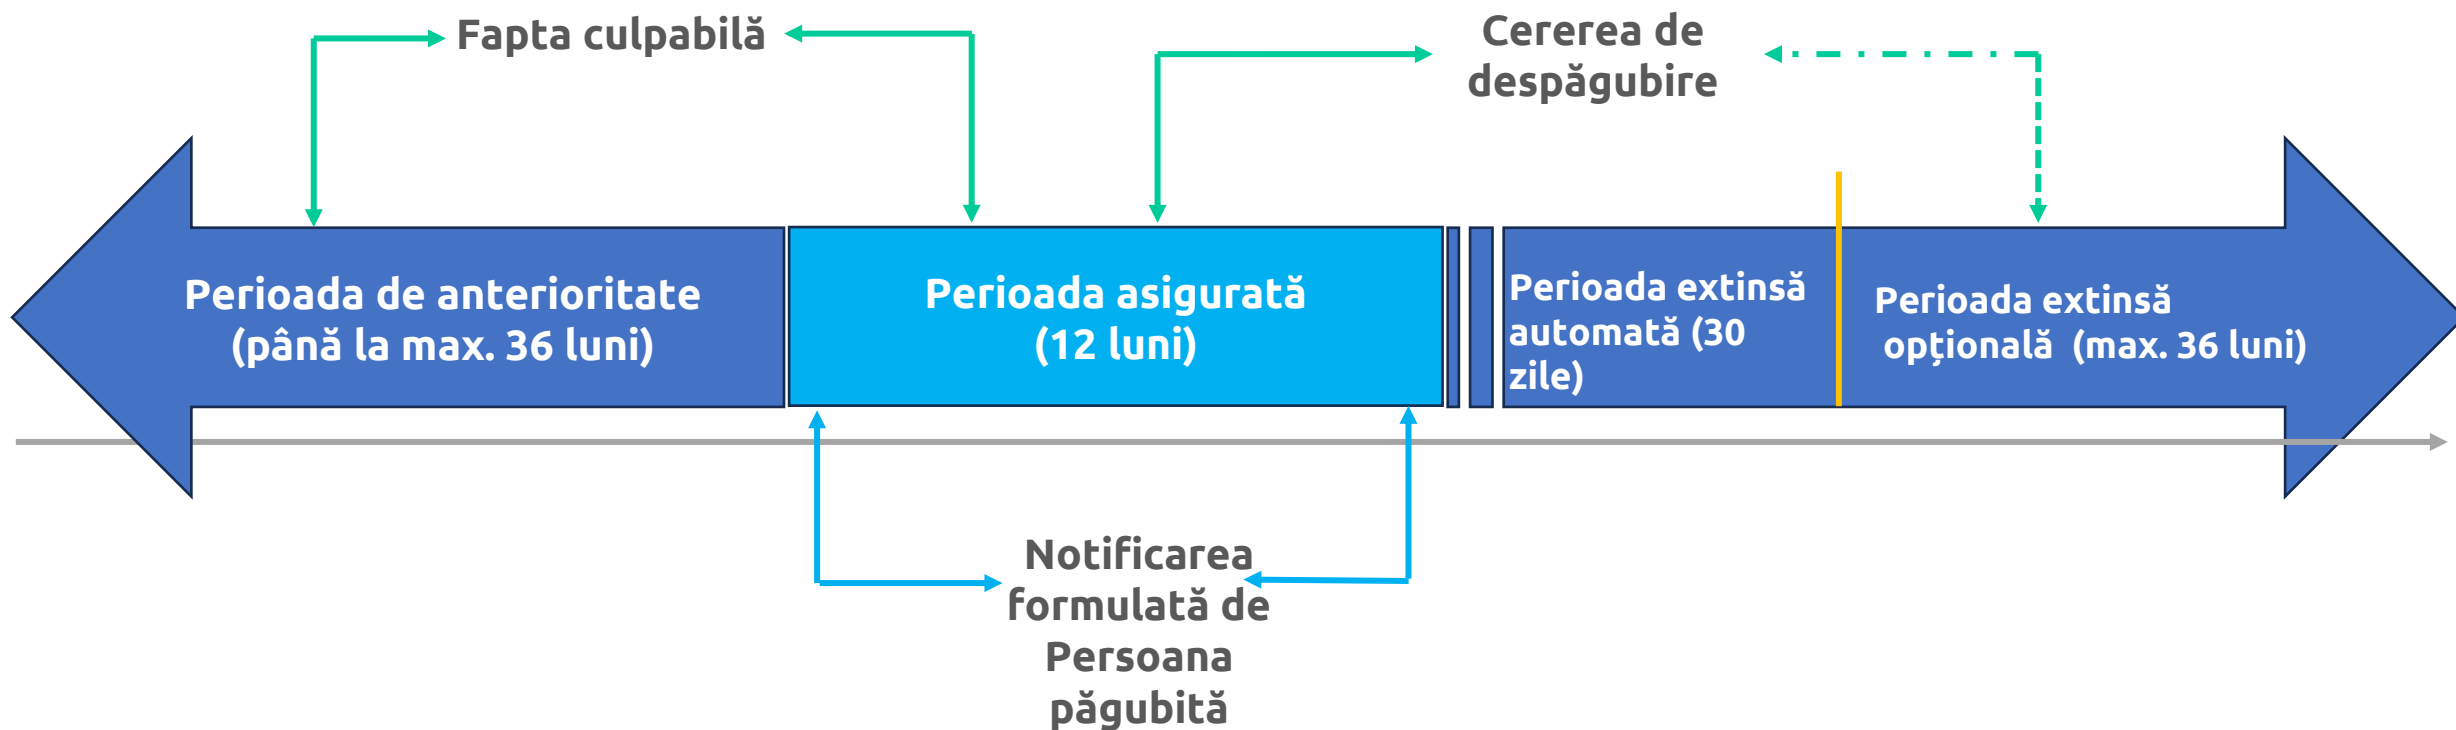 Fapta culpabilă
Cererea de
despăgubire
Perioada de anterioritate
(până la max. 36 luni)
Perioada asigurată
(12 luni)
Perioada extinsă
automată (30
zile)
Perioada extinsă
opțională (max. 36 luni)
Notificarea
formulată de
Persoana
păgubită